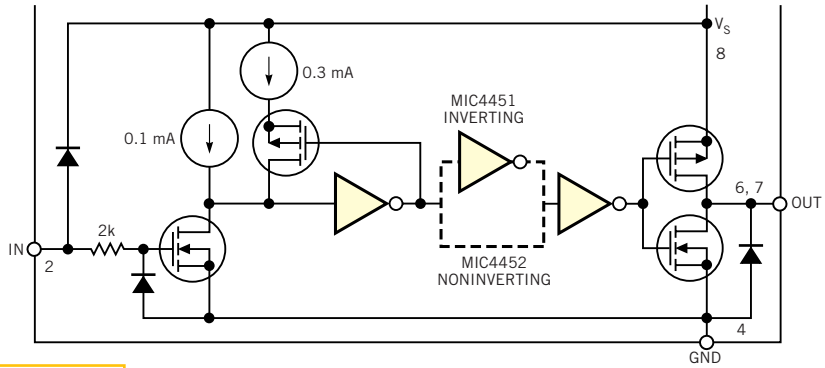 VS
8
0.3 mA
MIC4451
INVERTING
0.1 mA
6, 7
OUT
2k
IN
2
MIC4452
NONINVERTING
4
GND